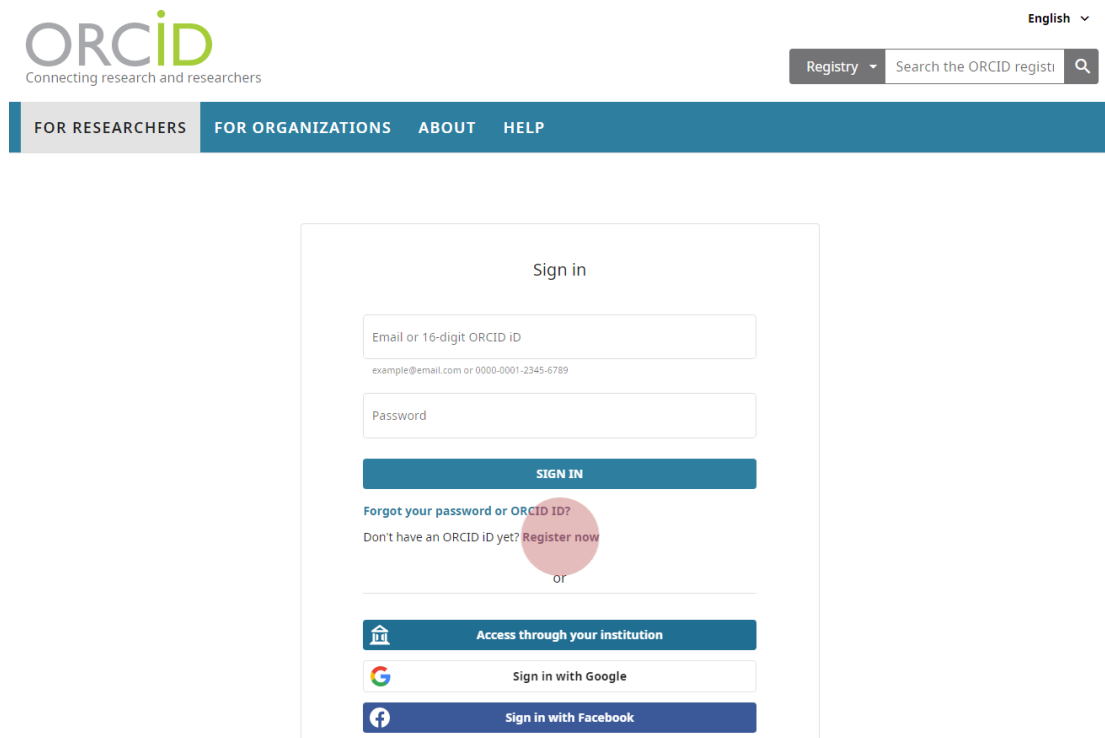 ORCiD
Connecting research and researchers
English
Registry
Search the ORCID registr
FOR RESEARCHERS FOR ORGANIZATIONS ABOUT HELP
Sign in
Email or 16-digit ORCID iD
example@email.com or 0000-0001-2345-6789
Password
SIGN IN
Forgot your password or ORCID ID?
Don't have an ORCID iD yet? Register now
or
Access through your institution
Sign in with Google
Sign in with Facebook